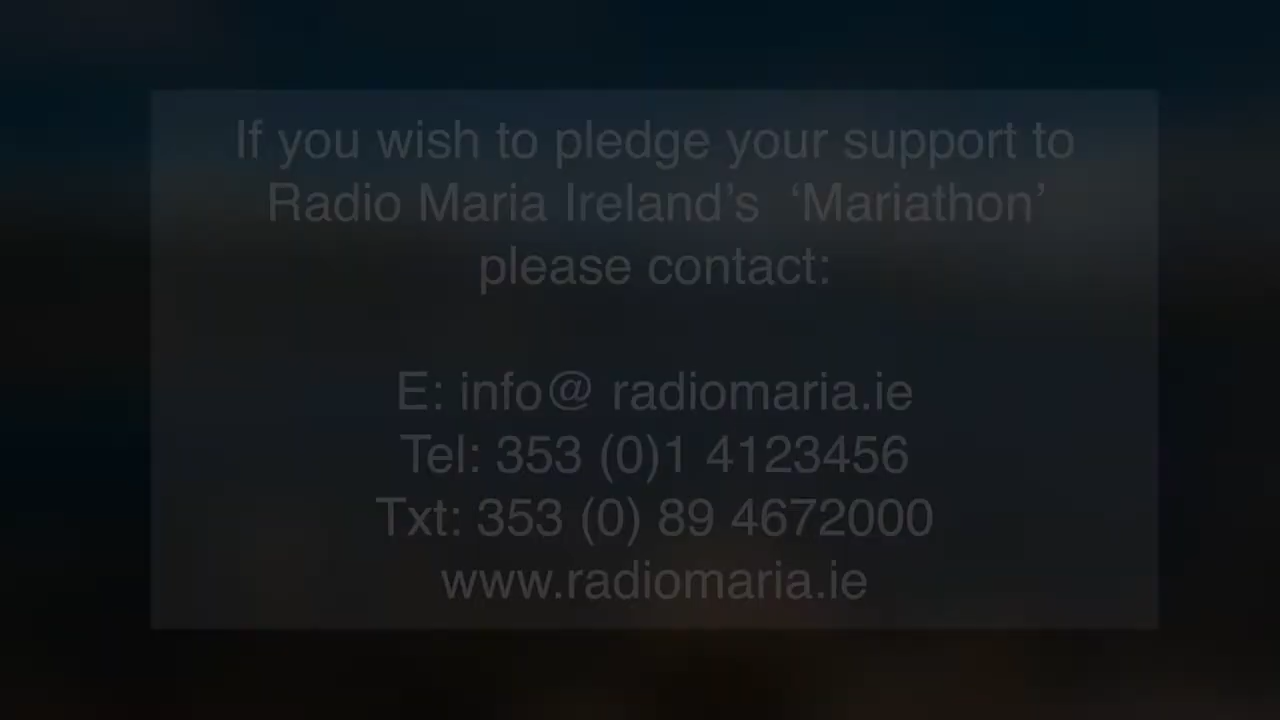 If you wish to pledge your support to
Radio Maria Ireland's  ‘Mariathon’
please contact:
E: info@ radiomaria.ie
Tel: 353 (0)1 4123456
Txt: 353 (0) 89 4672000
www.radiomaria.ie